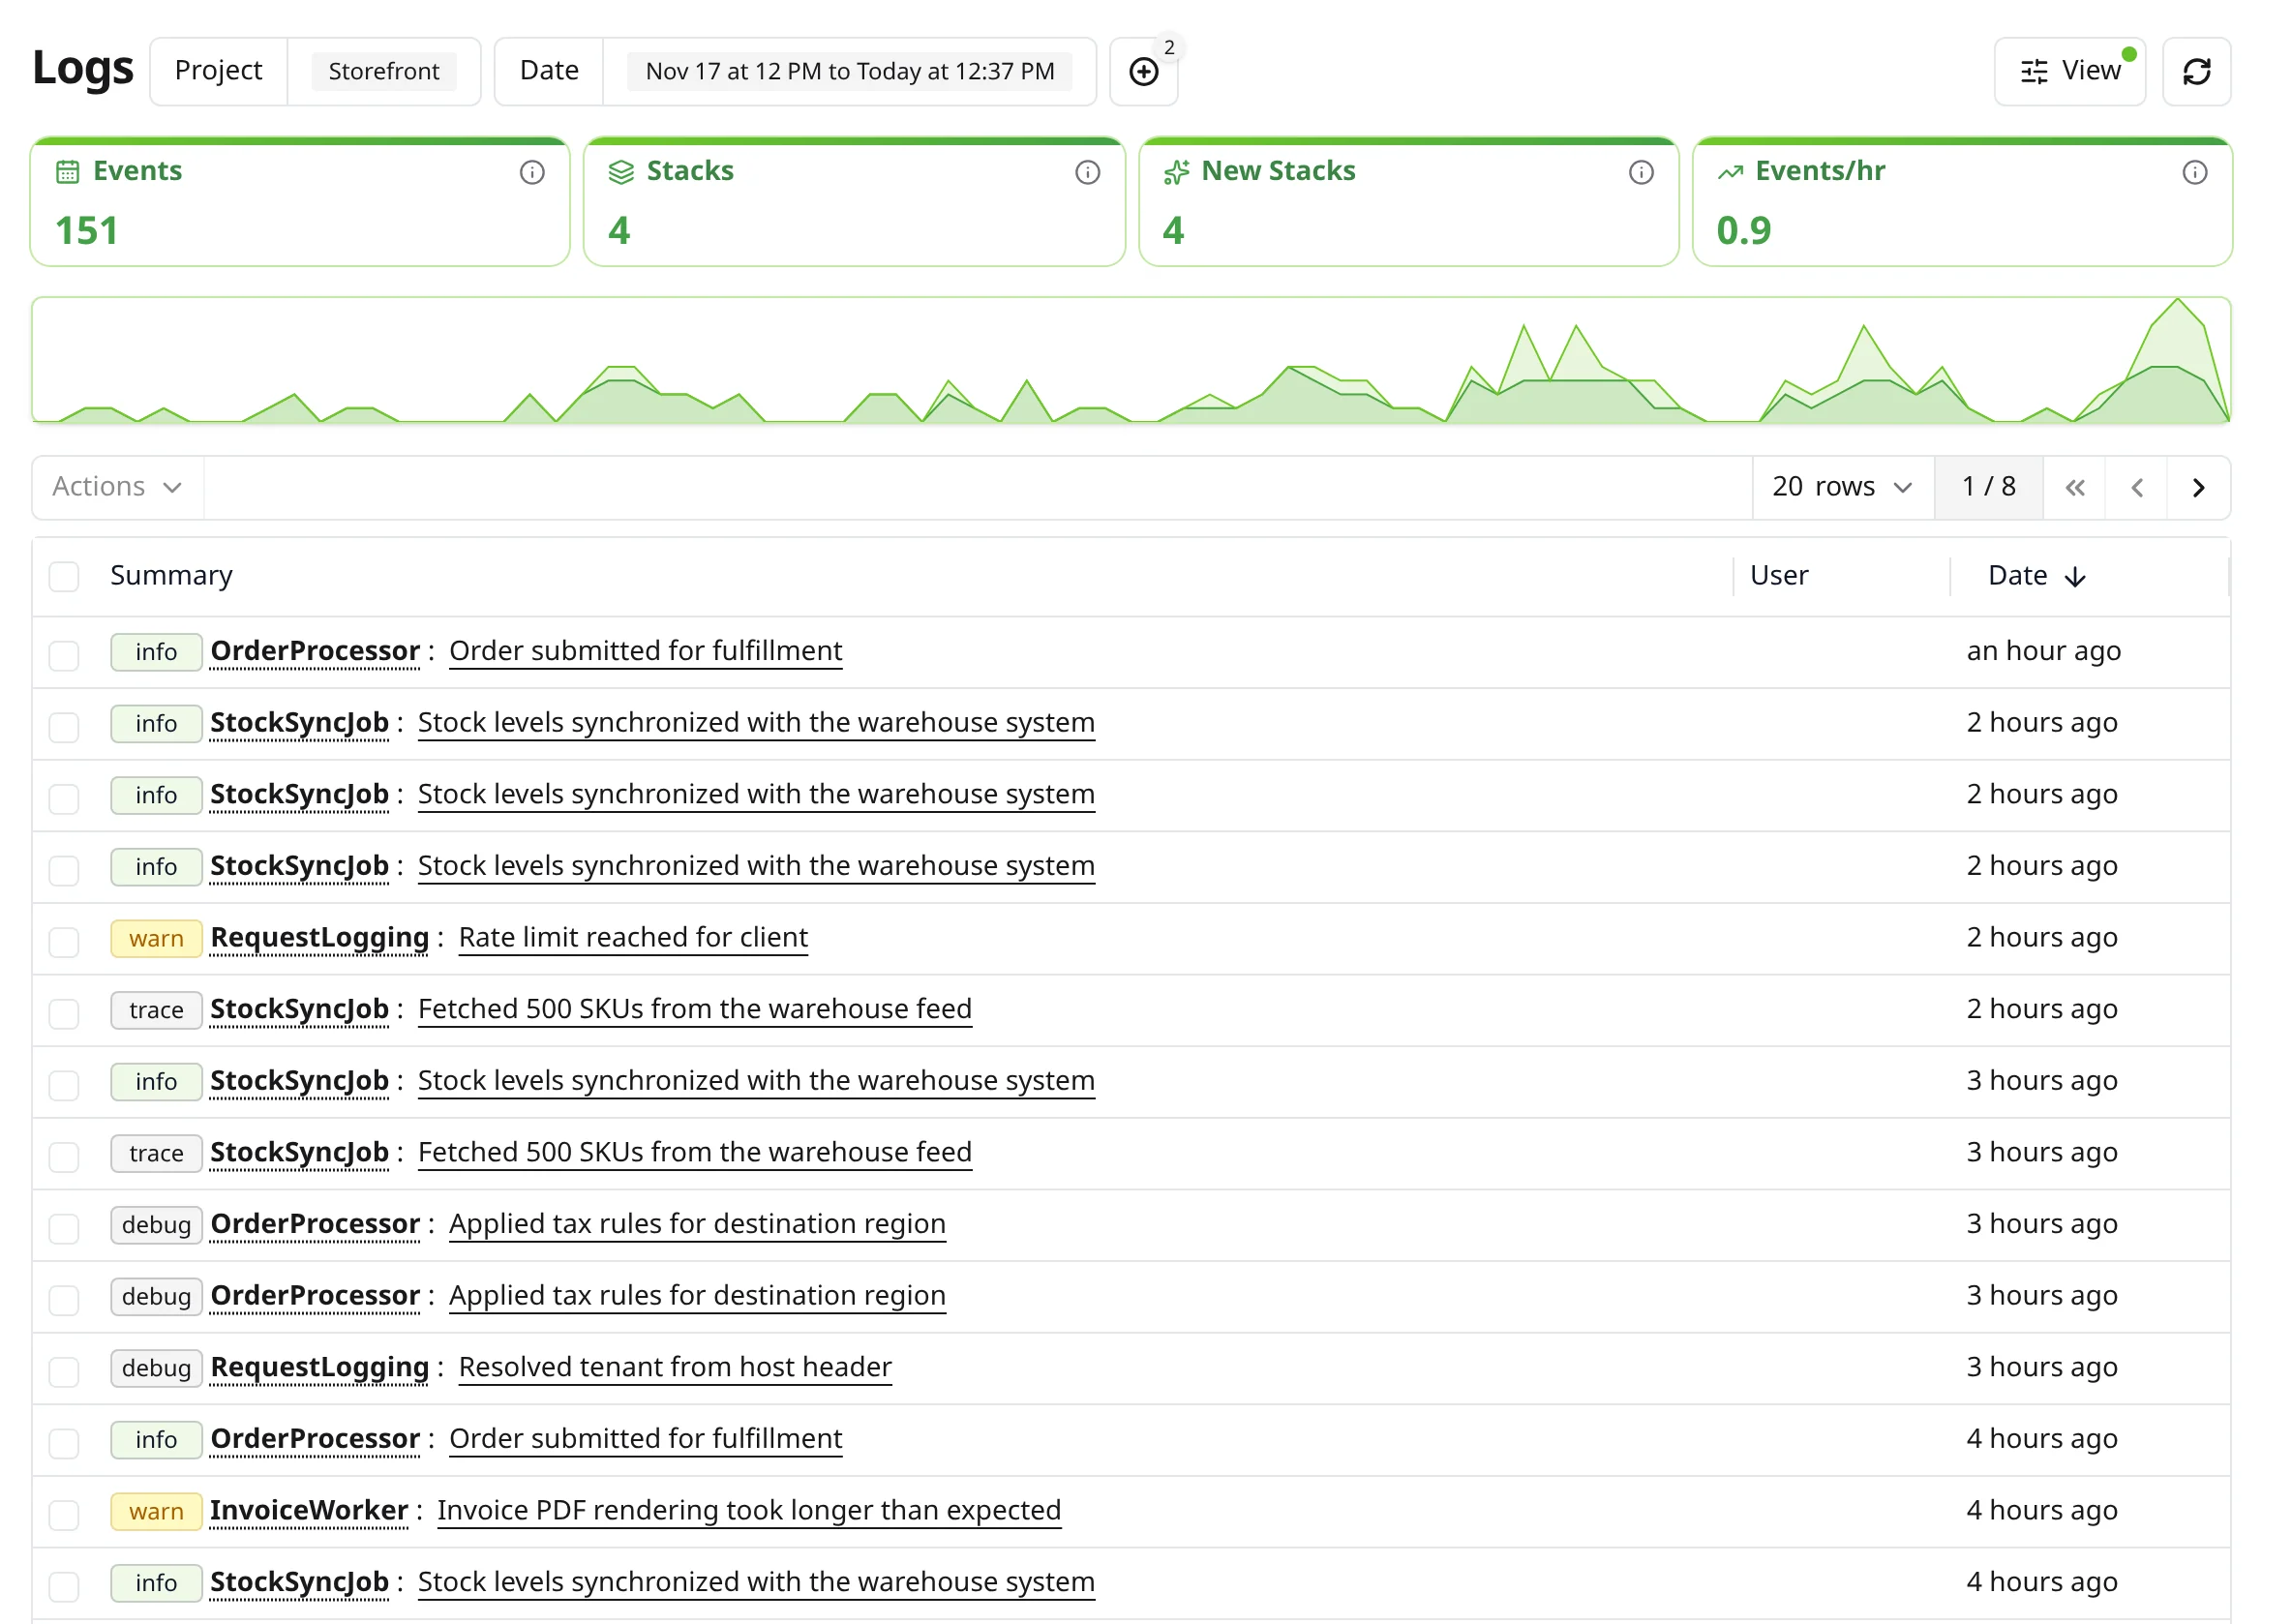 Logs Project Storefront Date Nov 17 at 12 PM to Today at 12:37 PM 2 View
Events Stacks New Stacks Events/hr
151 4 4 0.9
Actions 20 rows 1 / 8
Summary User Date
info OrderProcessor : Order submitted for fulfillment an hour ago
info StockSyncJob : Stock levels synchronized with the warehouse system 2 hours ago
info StockSyncJob : Stock levels synchronized with the warehouse system 2 hours ago
info StockSyncJob : Stock levels synchronized with the warehouse system 2 hours ago
warn RequestLogging : Rate limit reached for client 2 hours ago
trace StockSyncJob : Fetched 500 SKUs from the warehouse feed 2 hours ago
info StockSyncJob : Stock levels synchronized with the warehouse system 3 hours ago
trace StockSyncJob : Fetched 500 SKUs from the warehouse feed 3 hours ago
debug OrderProcessor : Applied tax rules for destination region 3 hours ago
debug OrderProcessor : Applied tax rules for destination region 3 hours ago
debug RequestLogging : Resolved tenant from host header 3 hours ago
info OrderProcessor : Order submitted for fulfillment 4 hours ago
warn InvoiceWorker : Invoice PDF rendering took longer than expected 4 hours ago
info StockSyncJob : Stock levels synchronized with the warehouse system 4 hours ago